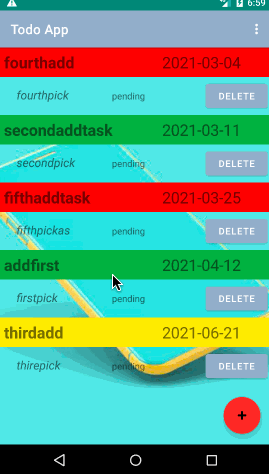 6:59
Todo App
fourthadd 2021-03-04
fourthpick pending DELETE
secondaddtask 2021-03-11
secondpick pending DELETE
fifthaddtask 2021-03-25
fifthpickas pending DELETE
addfirst 2021-04-12
firstpick pending DELETE
thirdadd 2021-06-21
thirepick pending DELETE
+